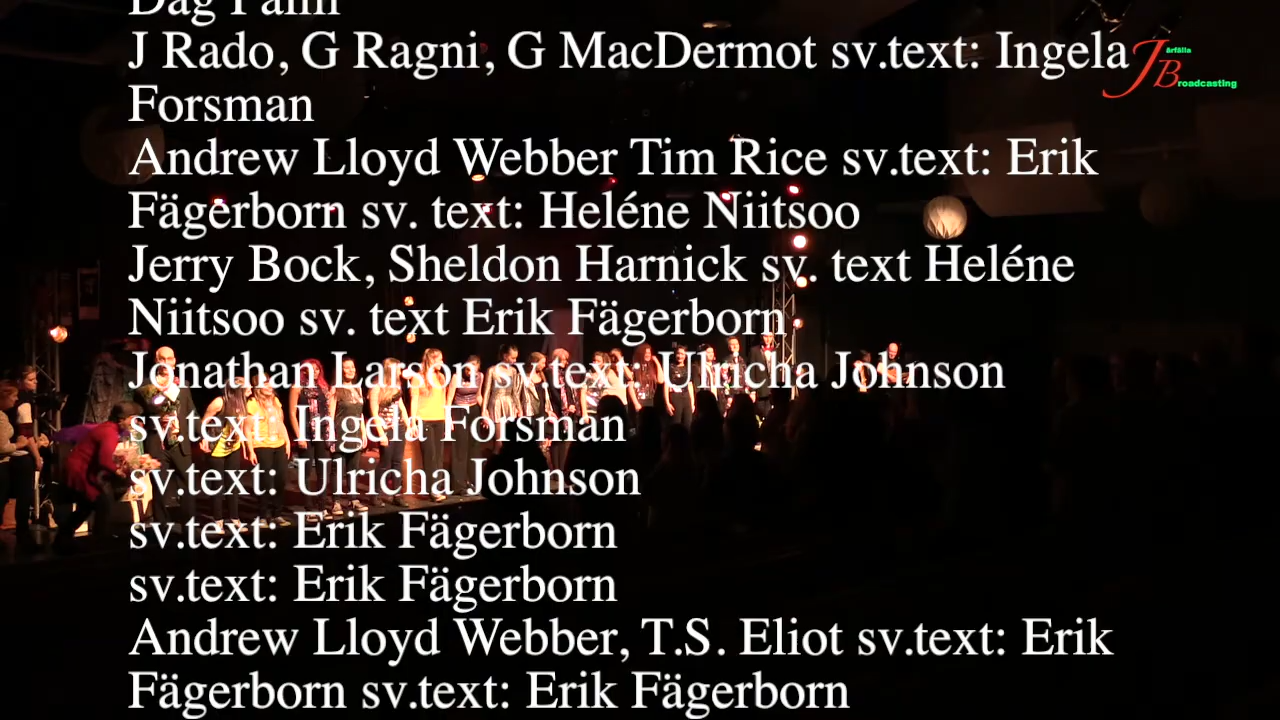 J Rado, G Ragni, G MacDermot sv.text: Ingela
Forsman
Andrew Lloyd Webber Tim Rice sv.text: Erik
Fägerborn sv. text: Heléne Niitsoo
Jerry Bock, Sheldon Harnick sv. text Heléne
Niitsoo sv. text Erik Fägerborn
Jonathan Larson sv.text: Ulricha Johnson
sv.text: Ingela Forsman
sv.text: Ulricha Johnson
sv.text: Erik Fägerborn
sv.text: Erik Fägerborn
Andrew Lloyd Webber, T.S. Eliot sv.text: Erik
Fägerborn sv.text: Erik Fägerborn
Järfälla
Broadcasting